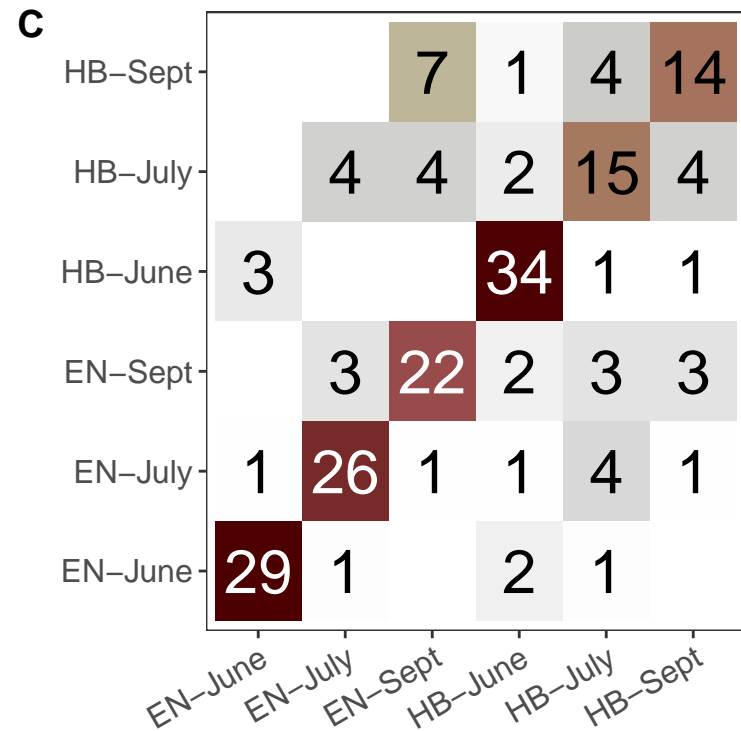 C
HB−Sept 7 1 4 14
HB−July 4 4 2 15 4
HB−June 3 34 1 1
EN−Sept 3 22 2 3 3
EN−July 1 26 1 1 4 1
EN−June 29 1 2 1
EN−June EN−July EN−Sept HB−June HB−July HB−Sept